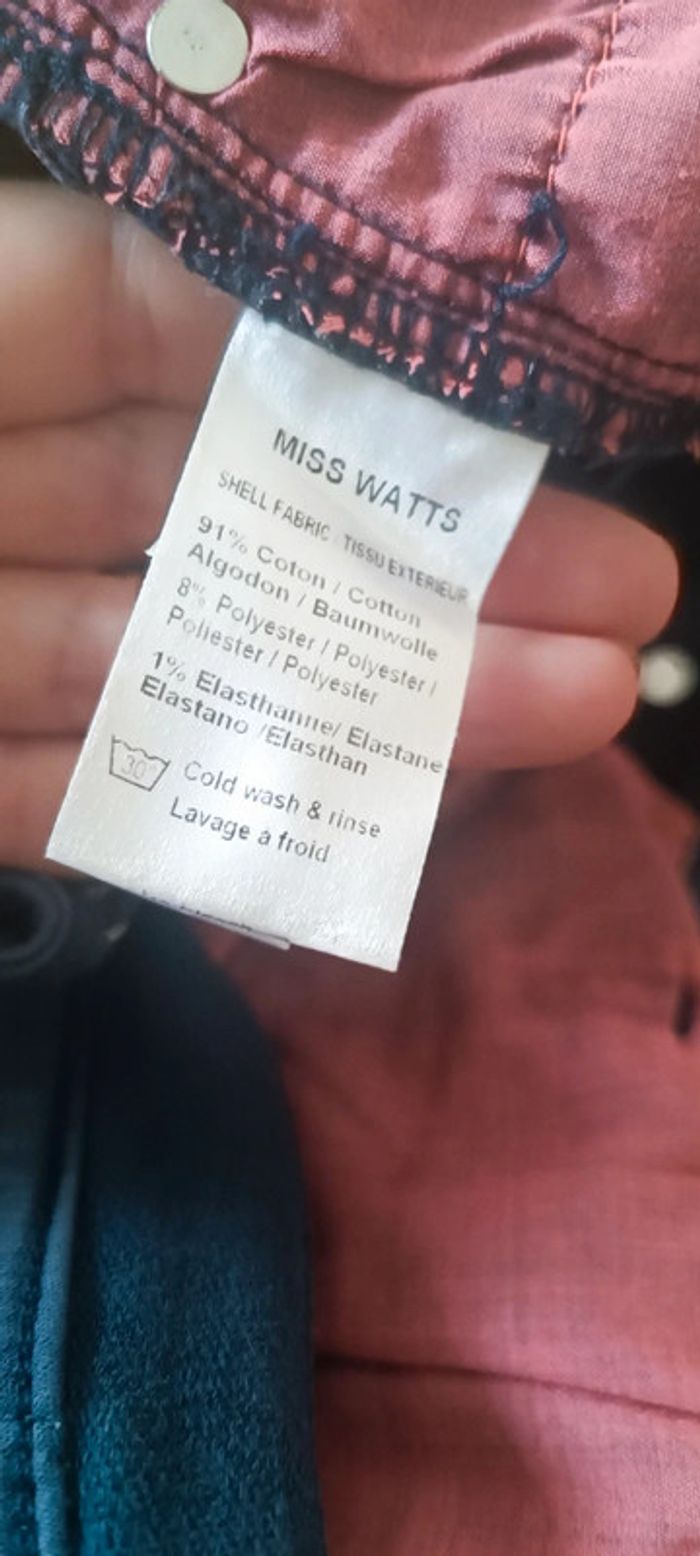 MISS WATTS
SHELL FABRIC TISSU EXTERIEUR
91% Coton / Cotton
Algodon / Baumwolle
8% Polyester / Polyester /
Poliester / Polyester
1% Elasthanne/ Elastane
Elastano /Elasthan
30° Cold wash & rinse
Lavage a froid